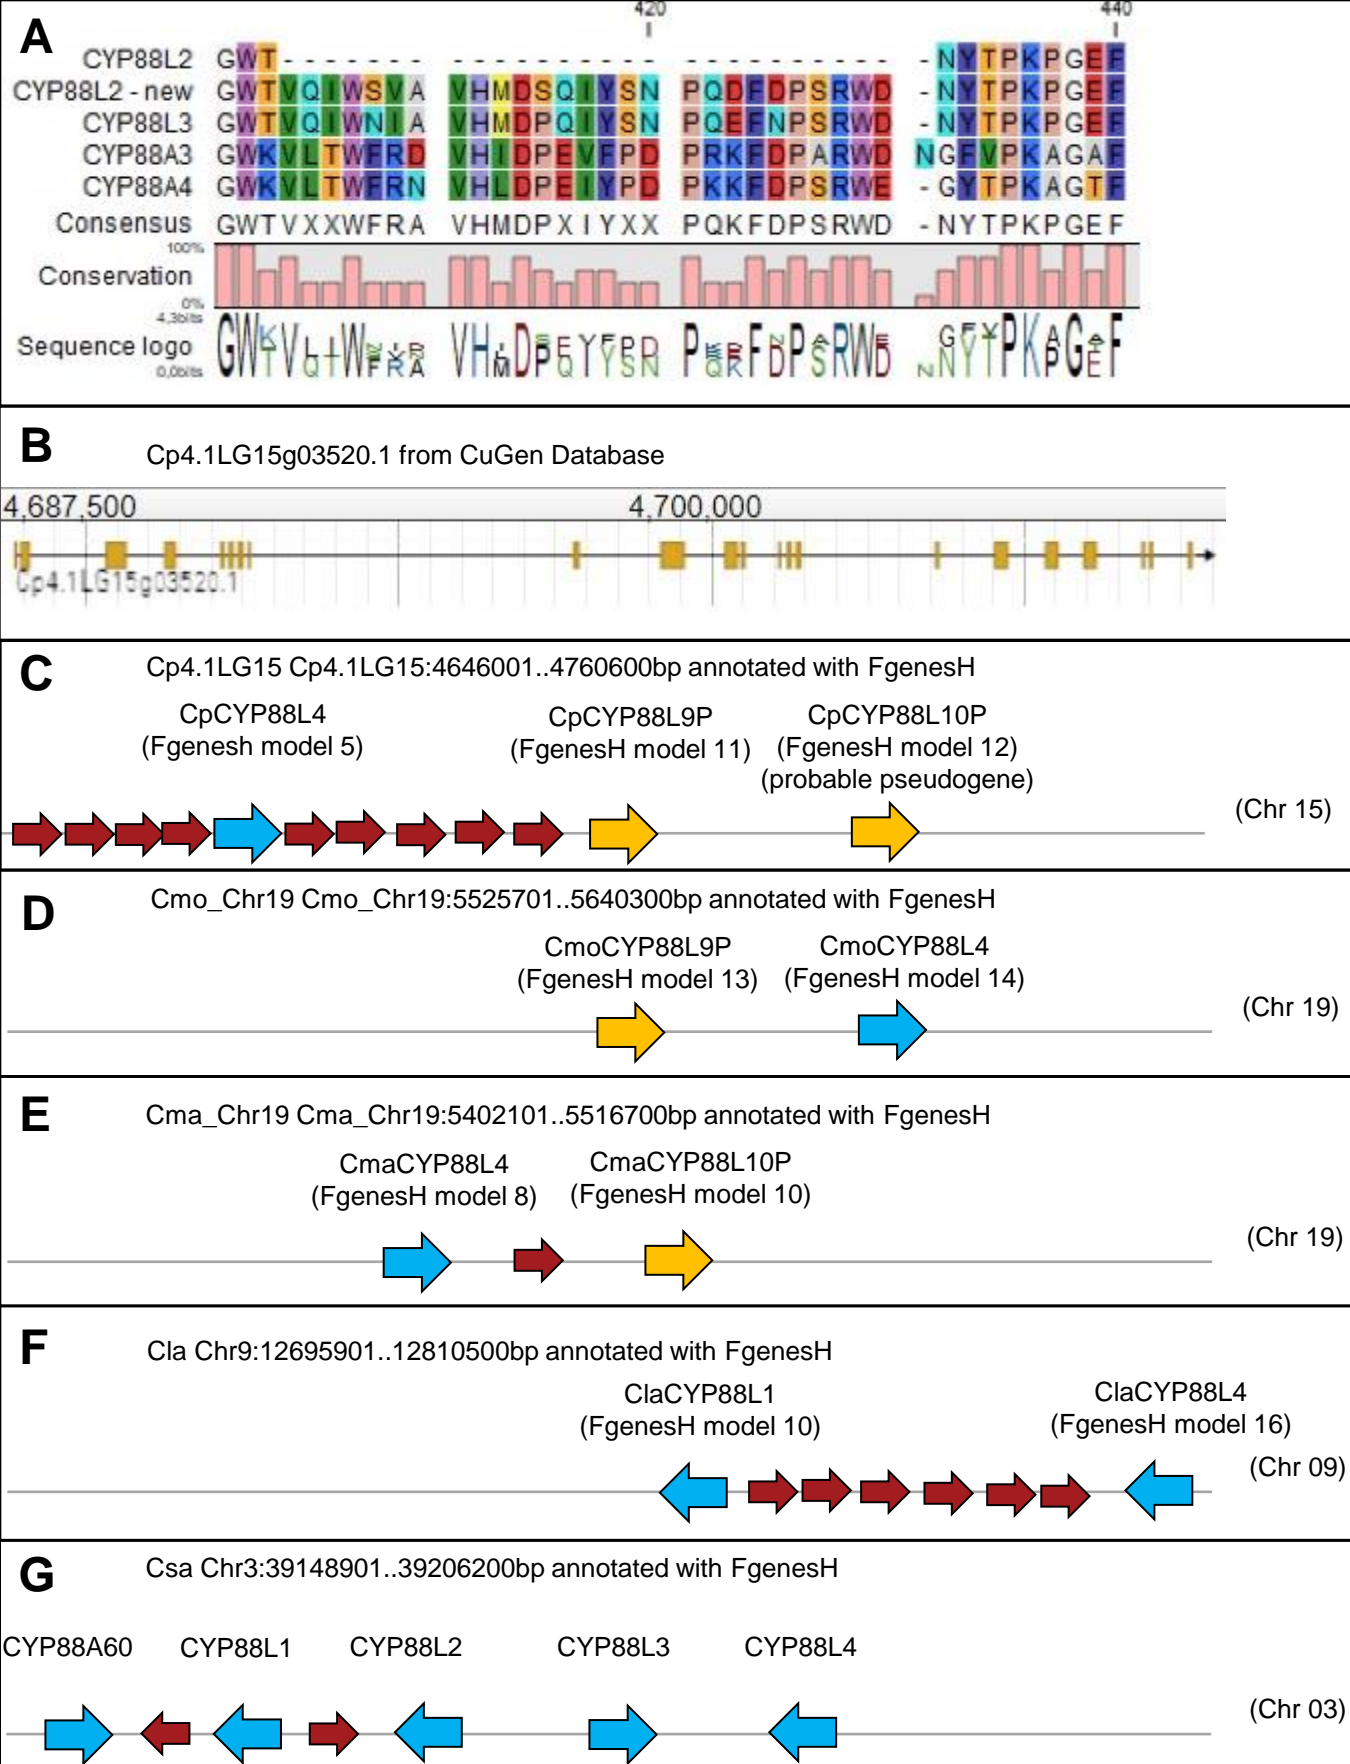 A
420 440
CYP88L2 GWT - - - - - - - - - - - - - - - - - - - - - - - - - - - - NYTPKPGEF
CYP88L2 - new GWTVQIWSVA VHMDSQIYSN PQDFDPSRWD - NYTPKPGEF
CYP88L3 GWTVQIWNIA VHMDPQIYSN PQEFNPSRWD - NYTPKPGEF
CYP88A3 GWKVLTWFRD VHIDPEVFPD PRKFDPARWD NGFVPKAGAF
CYP88A4 GWKVLTWFRN VHLDPEIYPD PKKFDPSRWE - GYTPKAGTF
Consensus GWTVXXWFRA VHMDPXIYXX PQKFDPSRWD - NYTPKPGEF
100%
Conservation
0%
4,3bits
Sequence logo
0,0bits
B
Cp4.1LG15g03520.1 from CuGen Database
4,687,500 4,700,000
Cp4.1LG15g03520.1
C
Cp4.1LG15 Cp4.1LG15:4646001..4760600bp annotated with FgenesH
CpCYP88L4 CpCYP88L9P CpCYP88L10P
(Fgenesh model 5) (FgenesH model 11) (FgenesH model 12)
(probable pseudogene)
(Chr 15)
D
Cmo_Chr19 Cmo_Chr19:5525701..5640300bp annotated with FgenesH
CmoCYP88L9P CmoCYP88L4
(FgenesH model 13) (FgenesH model 14)
(Chr 19)
E
Cma_Chr19 Cma_Chr19:5402101..5516700bp annotated with FgenesH
CmaCYP88L4 CmaCYP88L10P
(FgenesH model 8) (FgenesH model 10)
(Chr 19)
F
Cla Chr9:12695901..12810500bp annotated with FgenesH
ClaCYP88L1 ClaCYP88L4
(FgenesH model 10) (FgenesH model 16)
(Chr 09)
G
Csa Chr3:39148901..39206200bp annotated with FgenesH
CYP88A60 CYP88L1 CYP88L2 CYP88L3 CYP88L4
(Chr 03)